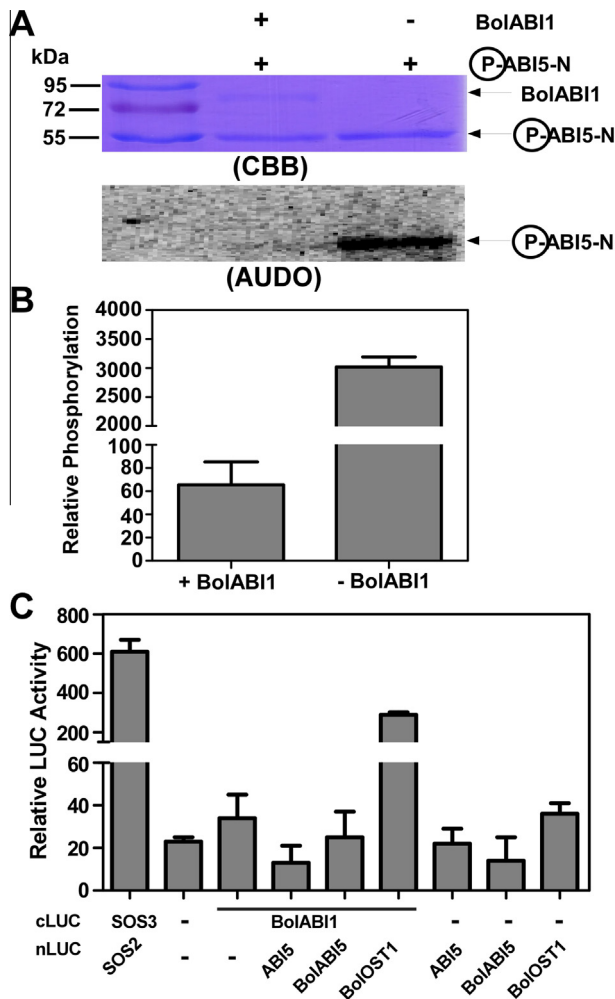 A
+ - BolABI1
kDa + + P-ABI5-N
95
BolABI1
72
55 P-ABI5-N
(CBB)
P-ABI5-N
(AUDO)
B
Relative Phosphorylation
4000
3500
3000
2500
2000
100
80
60
40
20
0
+ BolABI1 - BolABI1
C
Relative LUC Activity
800
600
400
200
60
40
20
0
cLUC SOS3 - BolABI1 - - -
nLUC SOS2 - - ABI5 BolABI5 BolOST1 ABI5 BolABI5 BolOST1